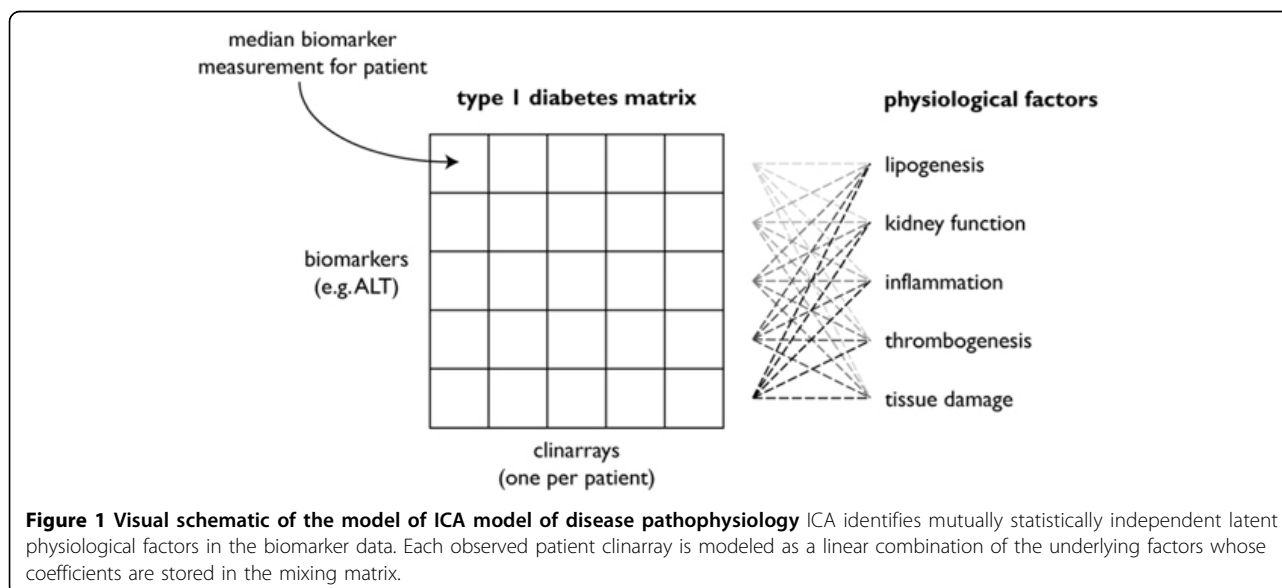 median biomarker
measurement for patient
type 1 diabetes matrix
physiological factors
biomarkers
(e.g. ALT)
lipogenesis
kidney function
inflammation
thrombogenesis
tissue damage
clinarrays
(one per patient)
Figure 1 Visual schematic of the model of ICA model of disease pathophysiology ICA identifies mutually statistically independent latent
physiological factors in the biomarker data. Each observed patient clinarray is modeled as a linear combination of the underlying factors whose
coefficients are stored in the mixing matrix.